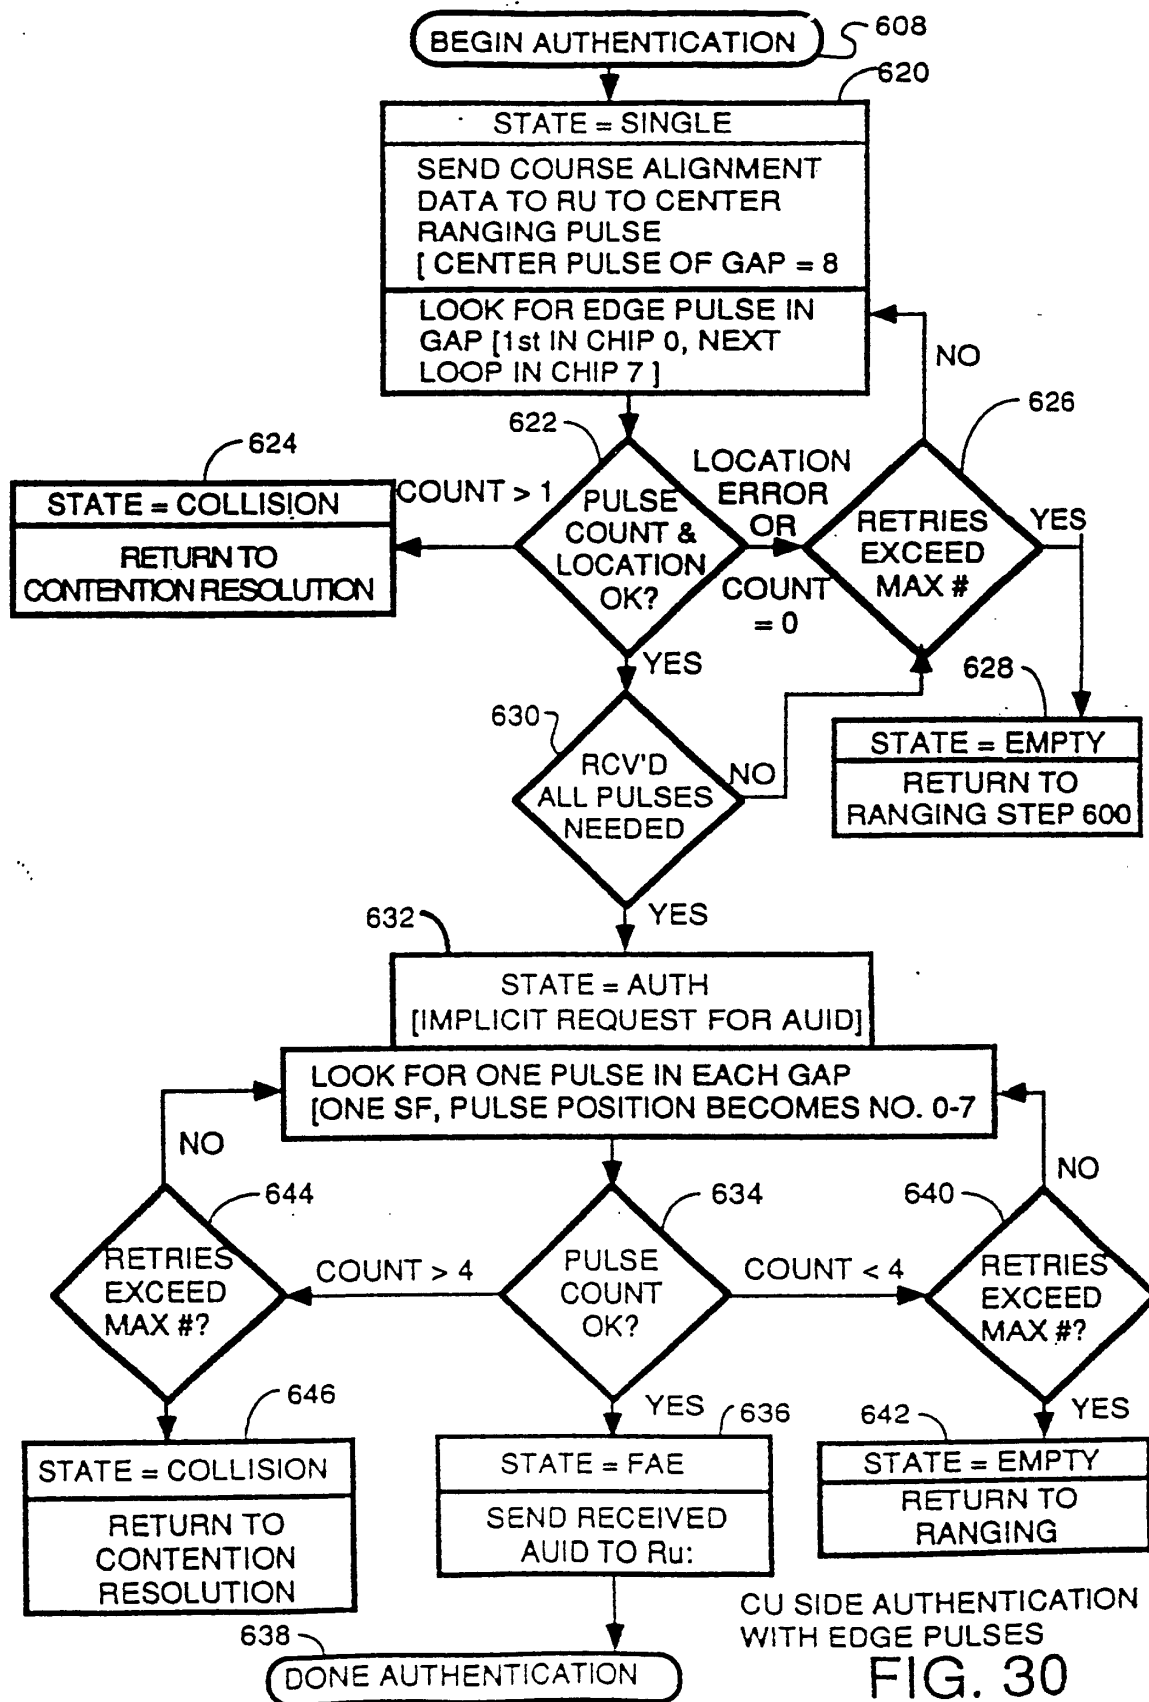 BEGIN AUTHENTICATION
608
620
STATE = SINGLE
SEND COURSE ALIGNMENT
DATA TO RU TO CENTER
RANGING PULSE
[ CENTER PULSE OF GAP = 8
LOOK FOR EDGE PULSE IN
GAP [1st IN CHIP 0, NEXT
LOOP IN CHIP 7 ]
NO
622
626
624
STATE = COLLISION
RETURN TO
CONTENTION RESOLUTION
COUNT > 1
PULSE
COUNT &
LOCATION
OK?
LOCATION
ERROR
OR
COUNT
= 0
RETRIES
EXCEED
MAX #
YES
YES
628
STATE = EMPTY
RETURN TO
RANGING STEP 600
630
RCV'D
ALL PULSES
NEEDED
NO
YES
632
STATE = AUTH
[IMPLICIT REQUEST FOR AUID]
LOOK FOR ONE PULSE IN EACH GAP
[ONE SF, PULSE POSITION BECOMES NO. 0-7
NO
NO
644
634
640
RETRIES
EXCEED
MAX #?
COUNT > 4
PULSE
COUNT
OK?
COUNT < 4
RETRIES
EXCEED
MAX #?
646
YES
636
642
YES
STATE = COLLISION
RETURN TO
CONTENTION
RESOLUTION
STATE = FAE
SEND RECEIVED
AUID TO Ru:
STATE = EMPTY
RETURN TO
RANGING
638
DONE AUTHENTICATION
CU SIDE AUTHENTICATION
WITH EDGE PULSES
FIG. 30